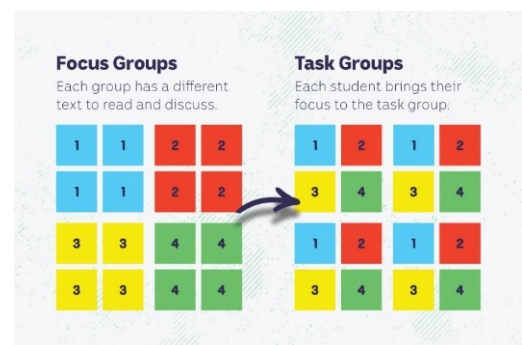 Focus Groups
Each group has a different
text to read and discuss.
1 1 2 2
1 1 2 2
3 3 4 4
3 3 4 4
Task Groups
Each student brings their
focus to the task group.
1 2 1 2
3 4 3 4
1 2 1 2
3 4 3 4